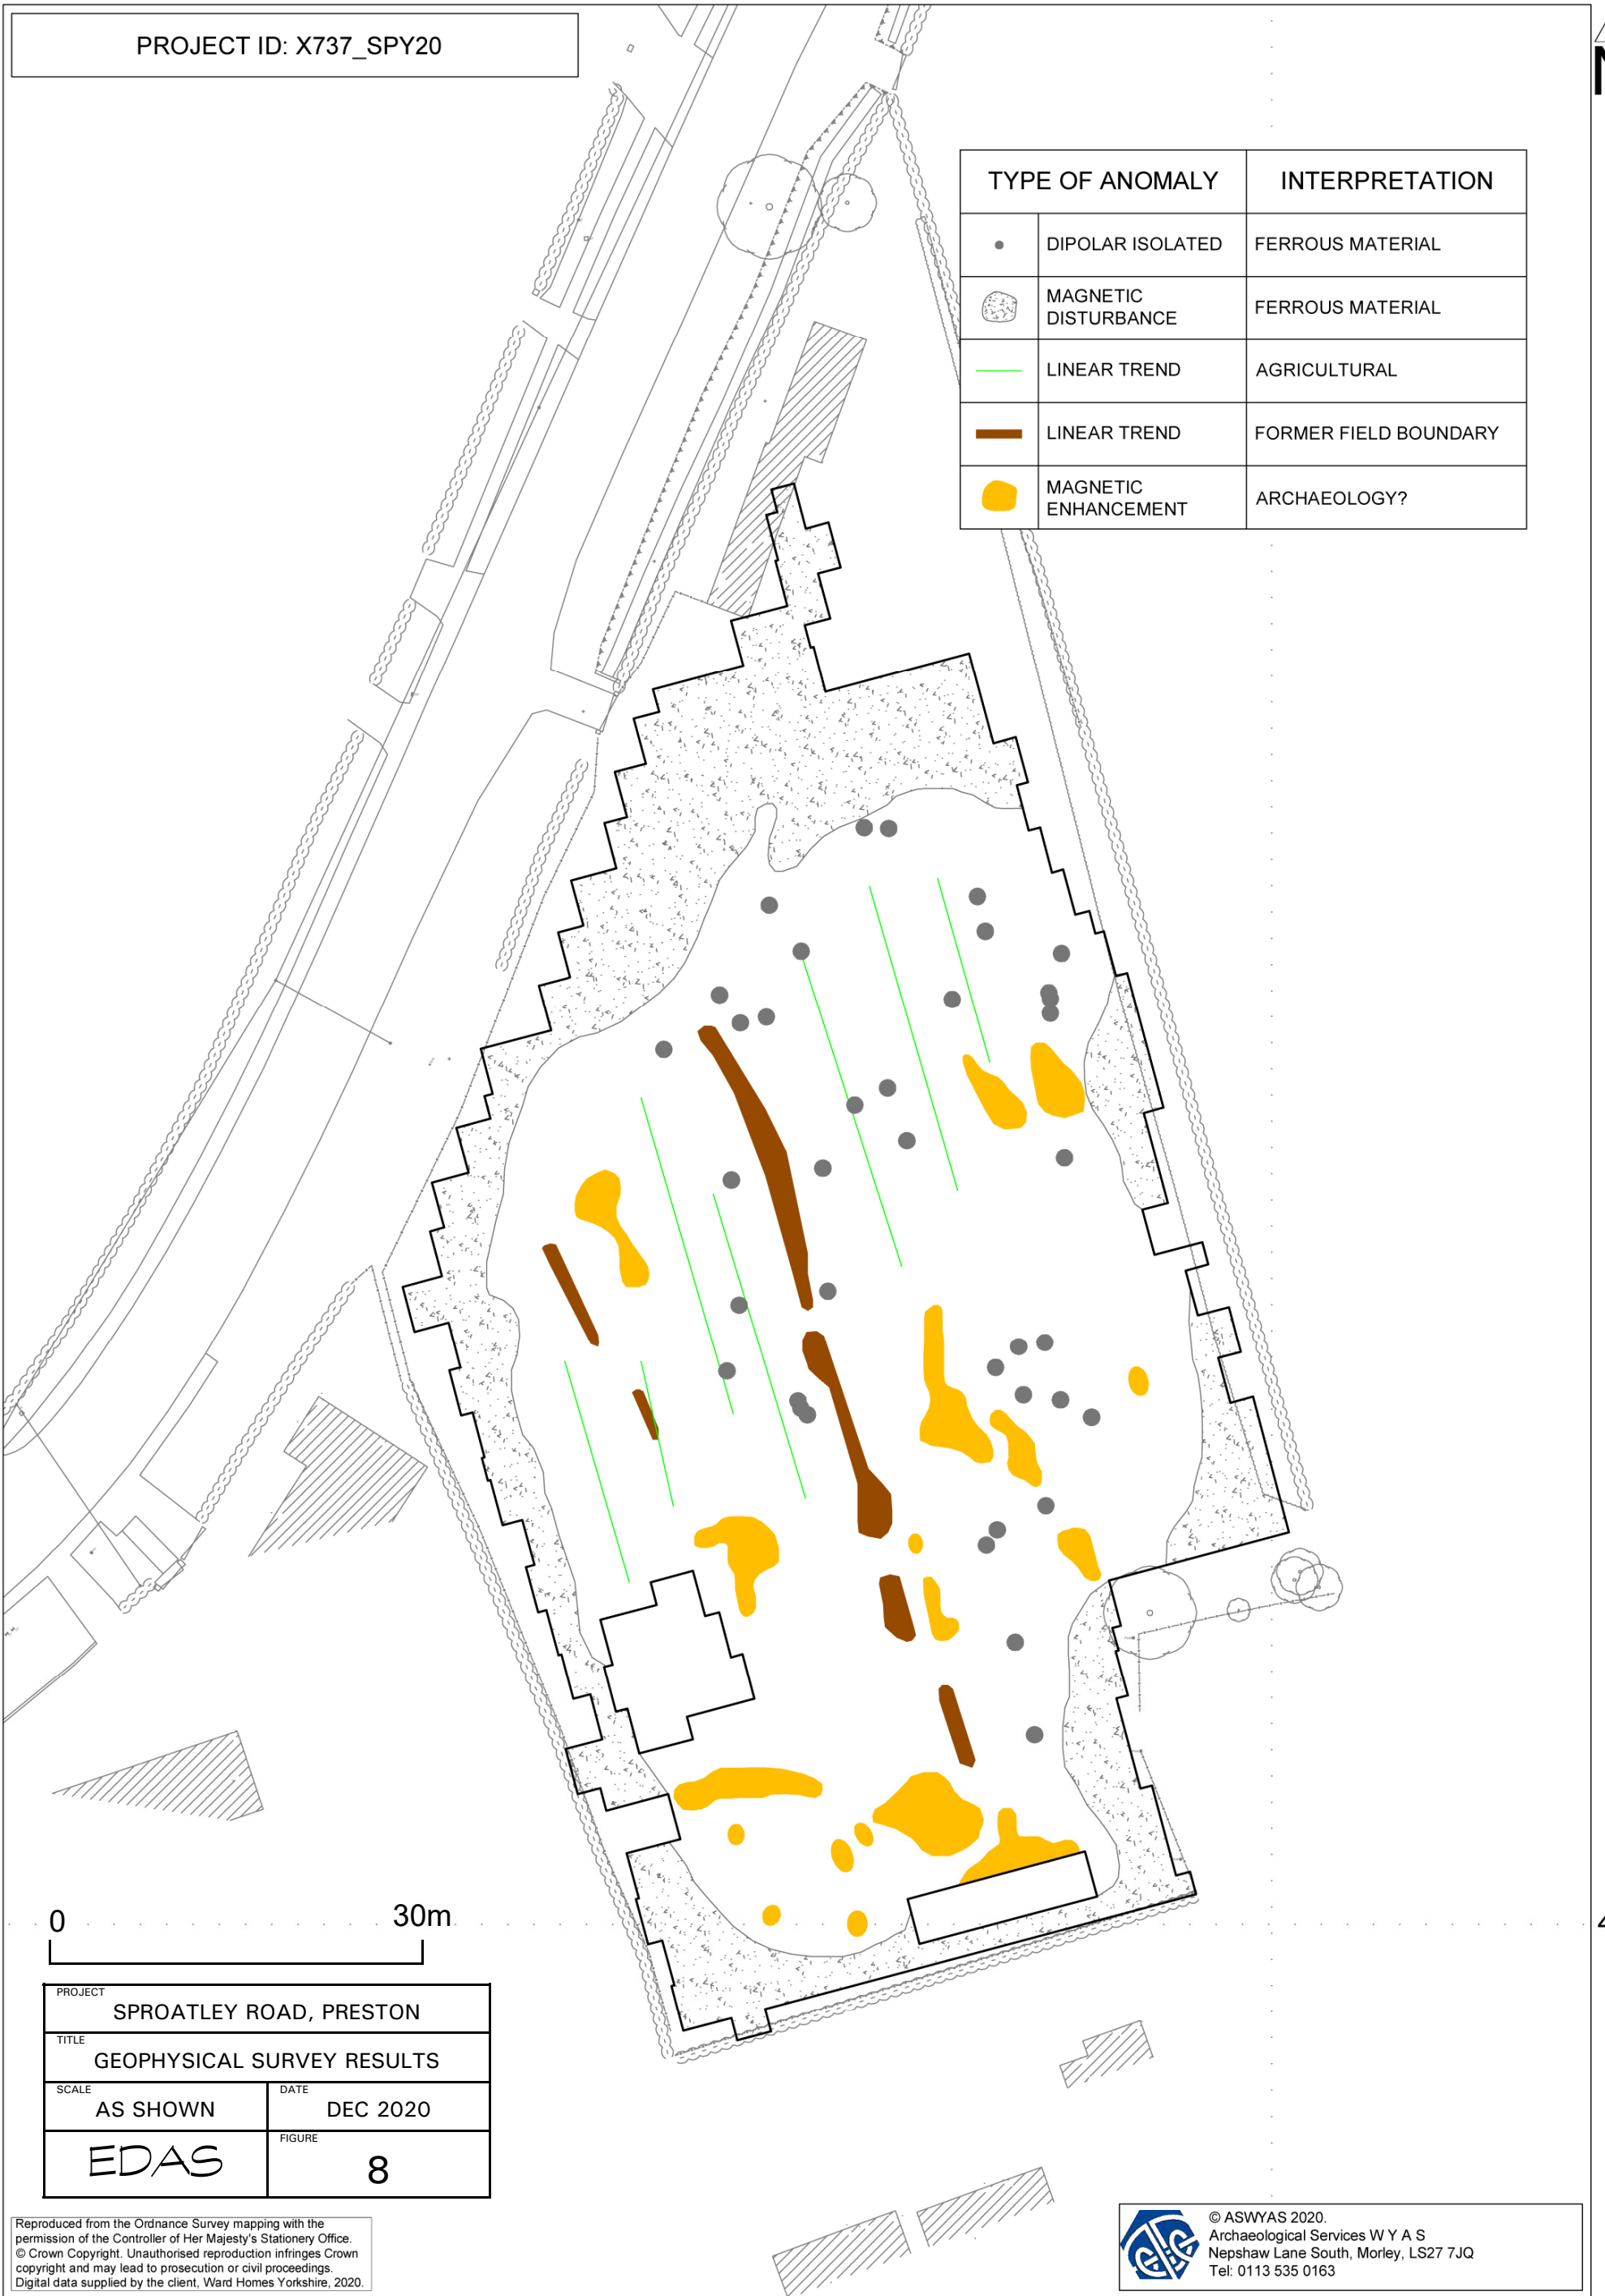 PROJECT ID: X737_SPY20
N
TYPE OF ANOMALY INTERPRETATION
DIPOLAR ISOLATED FERROUS MATERIAL
MAGNETIC
DISTURBANCE
FERROUS MATERIAL
LINEAR TREND AGRICULTURAL
LINEAR TREND FORMER FIELD BOUNDARY
MAGNETIC
ENHANCEMENT
ARCHAEOLOGY?
0 30m
4
PROJECT
SPROATLEY ROAD, PRESTON
TITLE
GEOPHYSICAL SURVEY RESULTS
SCALE DATE
AS SHOWN DEC 2020
EDAS
FIGURE
8
Reproduced from the Ordnance Survey mapping with the
permission of the Controller of Her Majesty's Stationery Office.
© Crown Copyright. Unauthorised reproduction infringes Crown
copyright and may lead to prosecution or civil proceedings.
Digital data supplied by the client, Ward Homes Yorkshire, 2020.
© ASWYAS 2020.
Archaeological Services W Y A S
Nepshaw Lane South, Morley, LS27 7JQ
Tel: 0113 535 0163